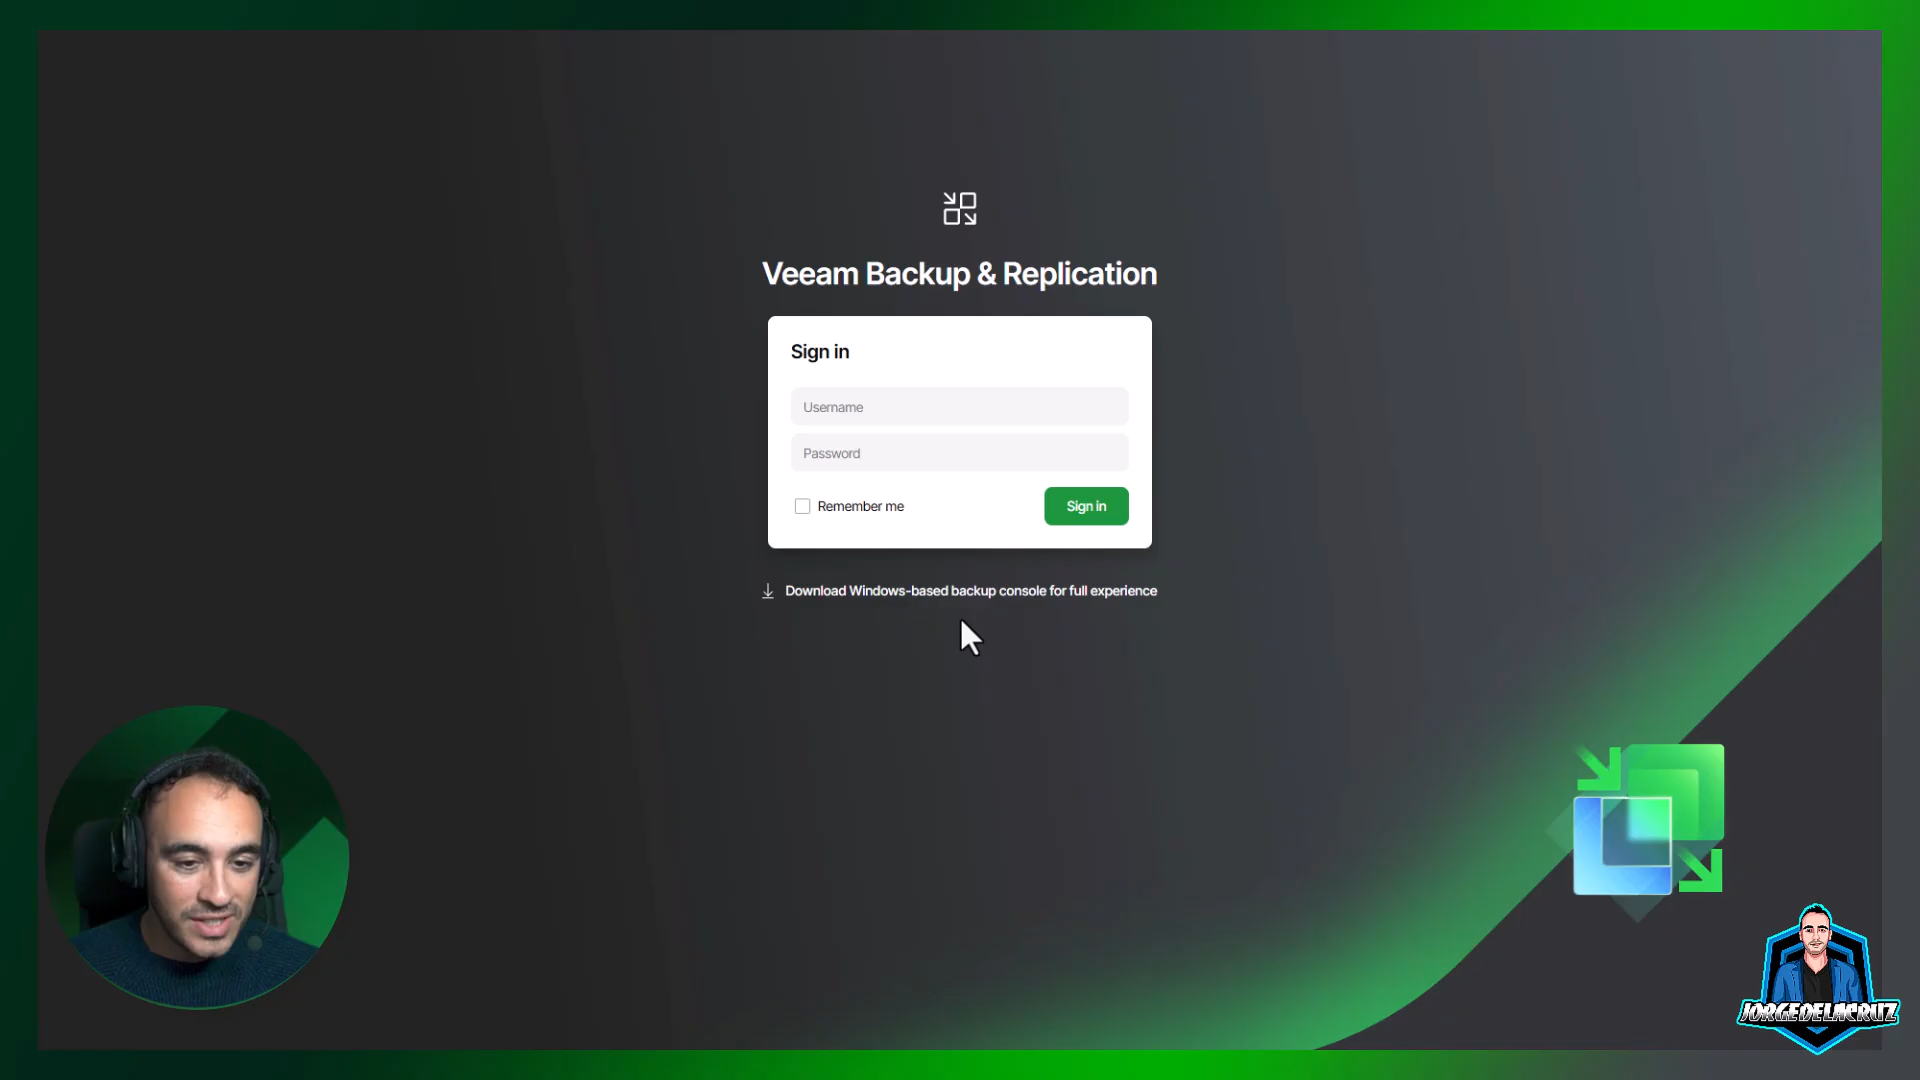 Veeam Backup & Replication
Sign in
Username
Password
Remember me
Sign in
Download Windows-based backup console for full experience
JORGEDELACRUZ